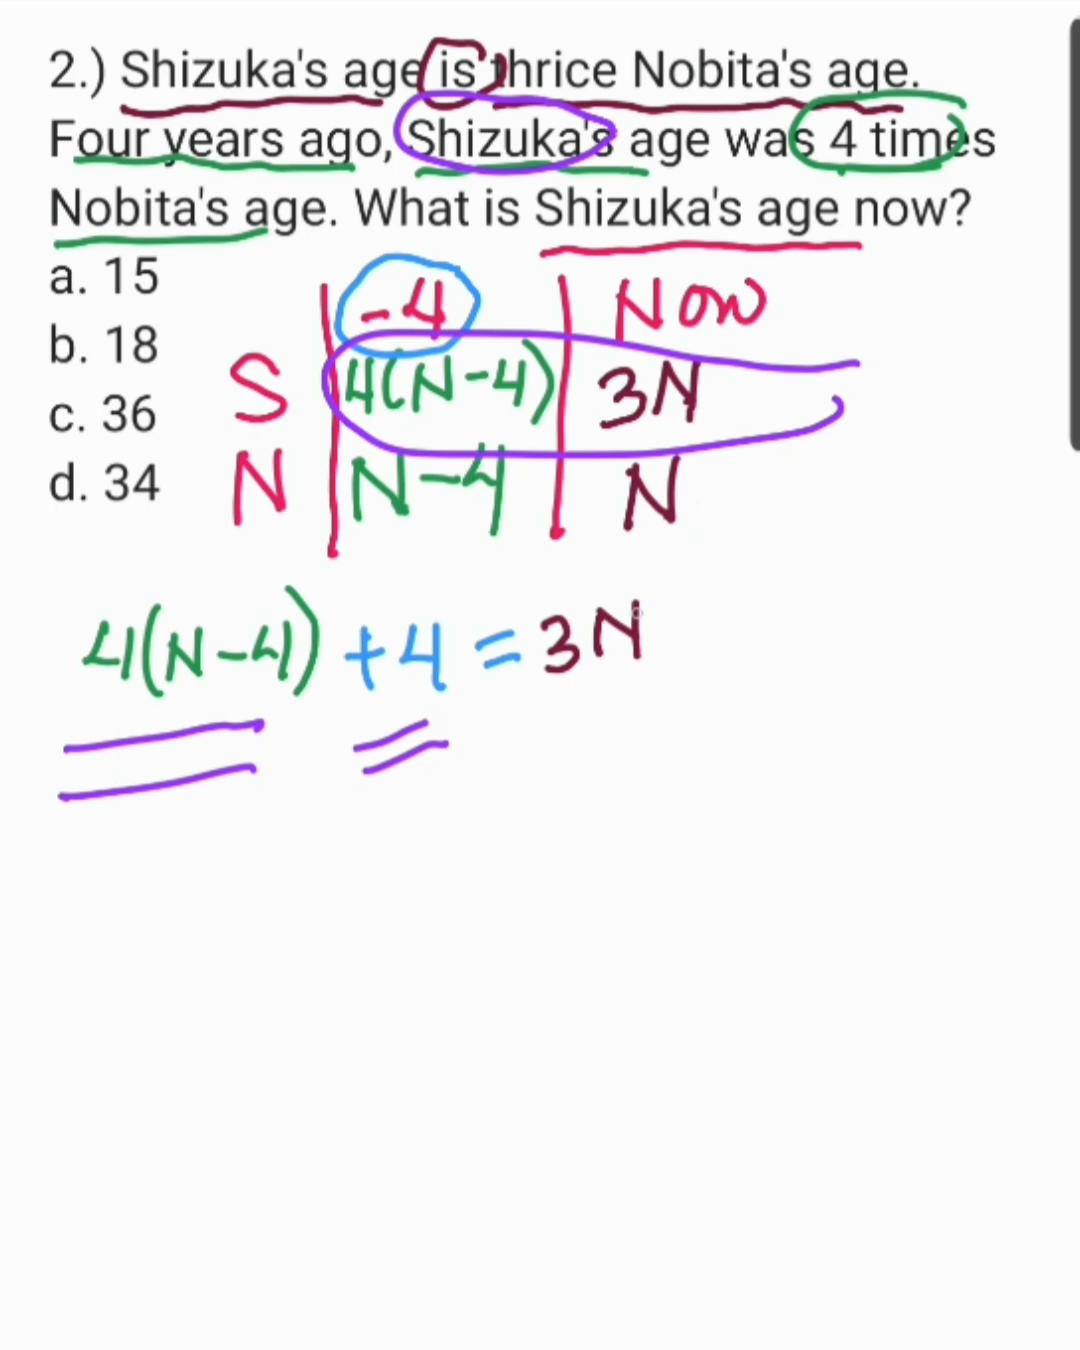 2.) Shizuka's age is thrice Nobita's age.
Four years ago, Shizuka's age was 4 times
Nobita's age. What is Shizuka's age now?
a. 15
b. 18
c. 36
d. 34
-4 Now
S 4(N-4) 3N
N N-4 N
4(N-4) +4 = 3N